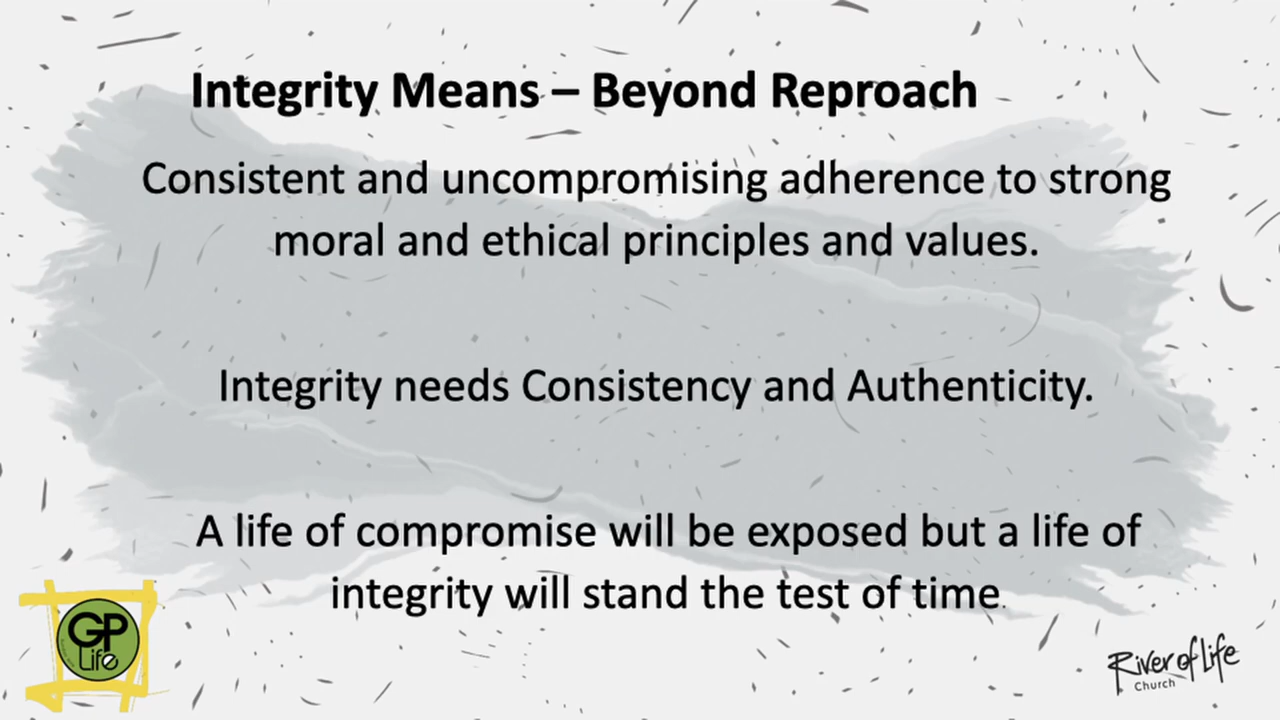 Integrity Means – Beyond Reproach
Consistent and uncompromising adherence to strong
moral and ethical principles and values.
Integrity needs Consistency and Authenticity.
A life of compromise will be exposed but a life of
integrity will stand the test of time.
GP
Life
River of Life
Church